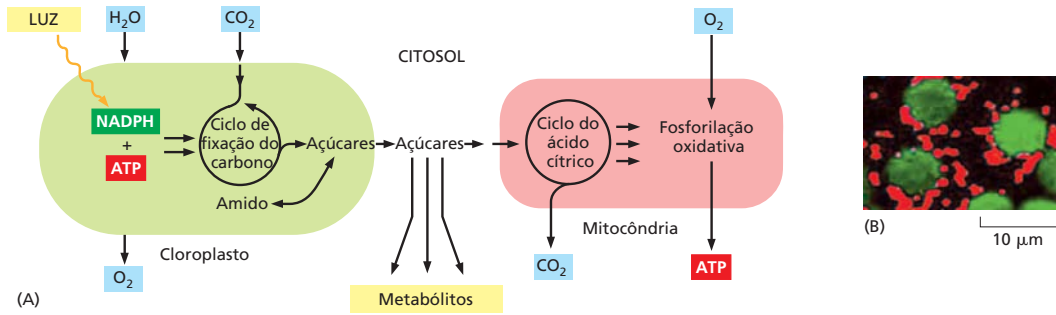 LUZ
H₂O
CO₂
CITOSOL
O₂
NADPH
+
ATP
Ciclo de
fixação do
carbono
Açúcares
Amido
Açúcares
Ciclo do
ácido
cítrico
Fosforilação
oxidativa
Cloroplasto
O₂
Mitocôndria
CO₂
ATP
Metabólitos
(A)
(B)
10 μm